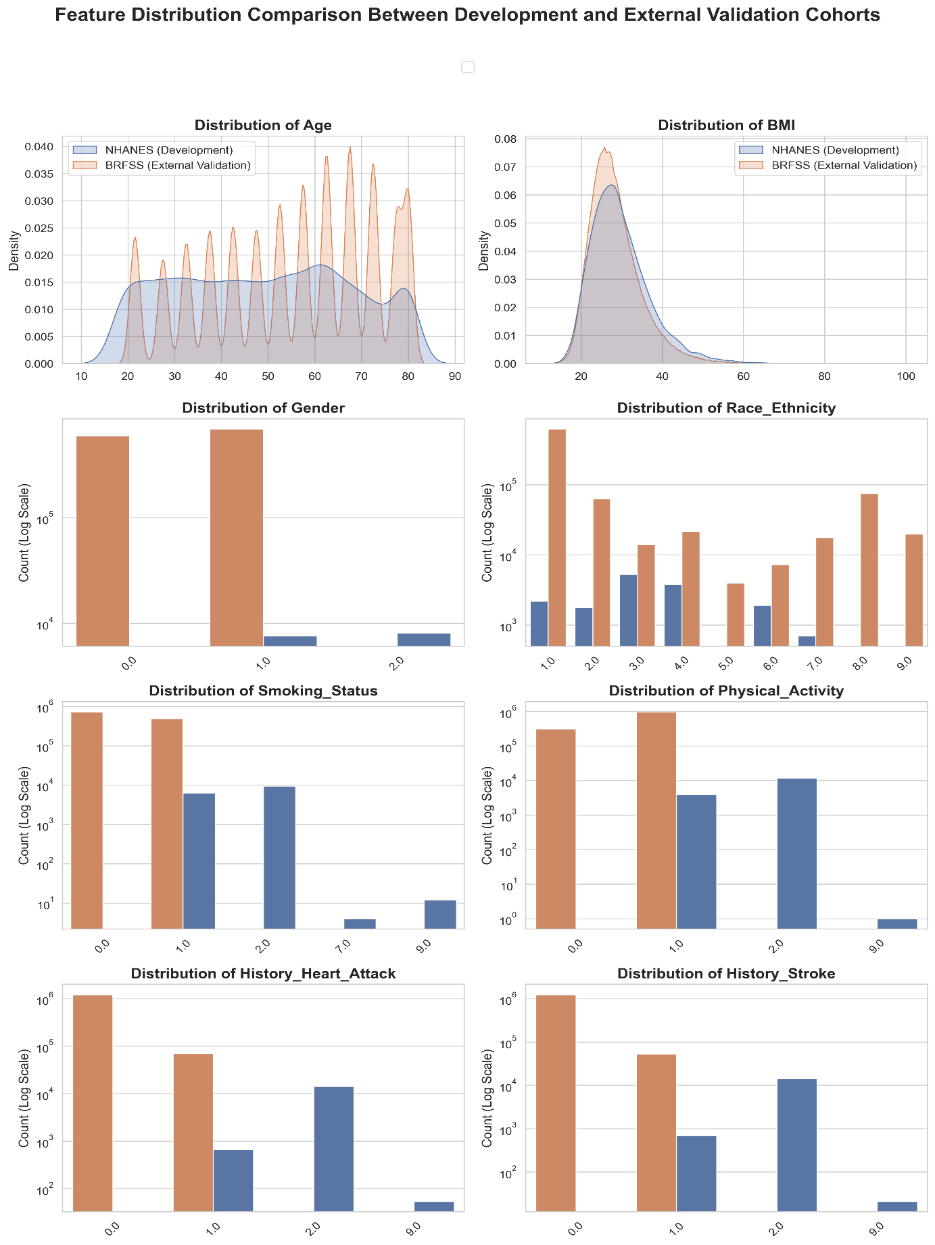 Feature Distribution Comparison Between Development and External Validation Cohorts
Distribution of Age
NHANES (Development)
BRFSS (External Validation)
Density
0.040
0.035
0.030
0.025
0.020
0.015
0.010
0.005
0.000
10 20 30 40 50 60 70 80 90
Distribution of BMI
NHANES (Development)
BRFSS (External Validation)
Density
0.08
0.07
0.06
0.05
0.04
0.03
0.02
0.01
0.00
20 40 60 80 100
Distribution of Gender
Count (Log Scale)
10^5
10^4
0.0 1.0 2.0
Distribution of Race_Ethnicity
Count (Log Scale)
10^5
10^4
10^3
1.0 2.0 3.0 4.0 5.0 6.0 7.0 8.0 9.0
Distribution of Smoking_Status
Count (Log Scale)
10^6
10^5
10^4
10^3
10^2
10^1
0.0 1.0 2.0 7.0 9.0
Distribution of Physical_Activity
Count (Log Scale)
10^6
10^5
10^4
10^3
10^2
10^1
10^0
0.0 1.0 2.0 9.0
Distribution of History_Heart_Attack
Count (Log Scale)
10^6
10^5
10^4
10^3
10^2
0.0 1.0 2.0 9.0
Distribution of History_Stroke
Count (Log Scale)
10^6
10^5
10^4
10^3
10^2
0.0 1.0 2.0 9.0